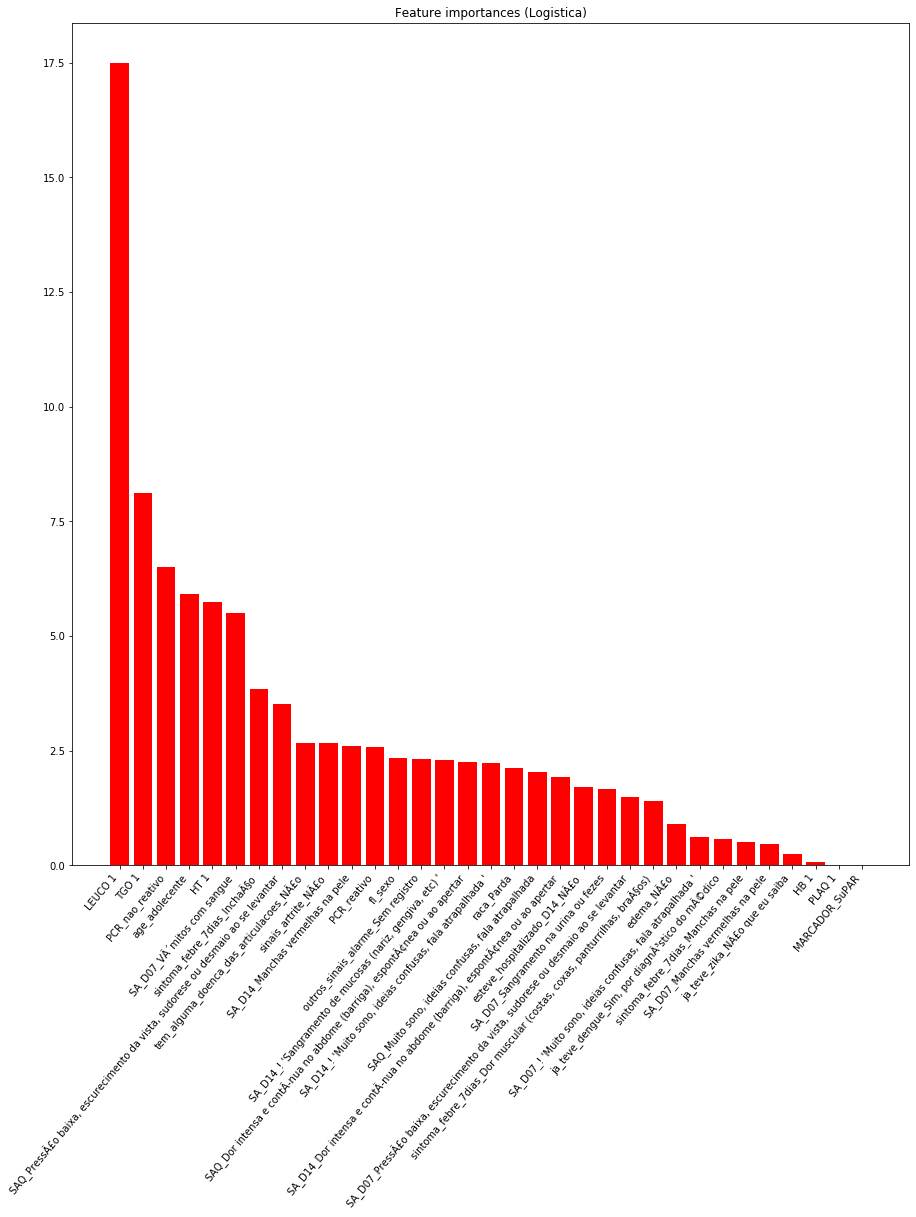 Feature importances (Logistica)
17.5
15.0
12.5
10.0
7.5
5.0
2.5
0.0
LEUCO 1
TGO 1
PCR_nao_reativo
age_adolecente
HT 1
SA_D07_VÃ´mitos com sangue
sintoma_febre_7dias_InchaÃ§o
SAQ_PressÃ£o baixa, escurecimento da vista, sudorese ou desmaio ao se levantar
tem_alguma_doenca_das_articulacoes_NÃ£o
sinais_artrite_NÃ£o
SA_D14_Manchas vermelhas na pele
PCR_reativo
fl_sexo
outros_sinais_alarme_Sem registro
SA_D14_! 'Sangramento de mucosas (nariz, gengiva, etc) '
SAQ_Dor intensa e contÃ­nua no abdome (barriga), espontÃ¢nea ou ao apertar
SA_D14_! 'Muito sono, ideias confusas, fala atrapalhada '
raca_Parda
SAQ_Muito sono, ideias confusas, fala atrapalhada
SA_D14_Dor intensa e contÃ­nua no abdome (barriga), espontÃ¢nea ou ao apertar
esteve_hospitalizado_D14_NÃ£o
SA_D07_Sangramento na urina ou fezes
SA_D07_PressÃ£o baixa, escurecimento da vista, sudorese ou desmaio ao se levantar
sintoma_febre_7dias_Dor muscular (costas, coxas, panturrilhas, braÃ§os)
edema_NÃ£o
SA_D07_! 'Muito sono, ideias confusas, fala atrapalhada '
ja_teve_dengue_Sim, por diagnÃ³stico do mÃ©dico
sintoma_febre_7dias_Manchas na pele
SA_D07_Manchas vermelhas na pele
ja_teve_zika_NÃ£o que eu saiba
HB 1
PLAQ 1
MARCADOR_SuPAR